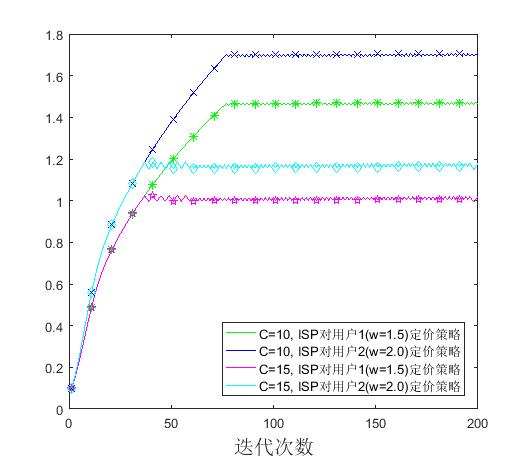 1.8
1.6
1.4
1.2
1
0.8
0.6
0.4
0.2
0
C=10, ISP对用户1(w=1.5)定价策略
C=10, ISP对用户2(w=2.0)定价策略
C=15, ISP对用户1(w=1.5)定价策略
C=15, ISP对用户2(w=2.0)定价策略
0 50 100 150 200
迭代次数